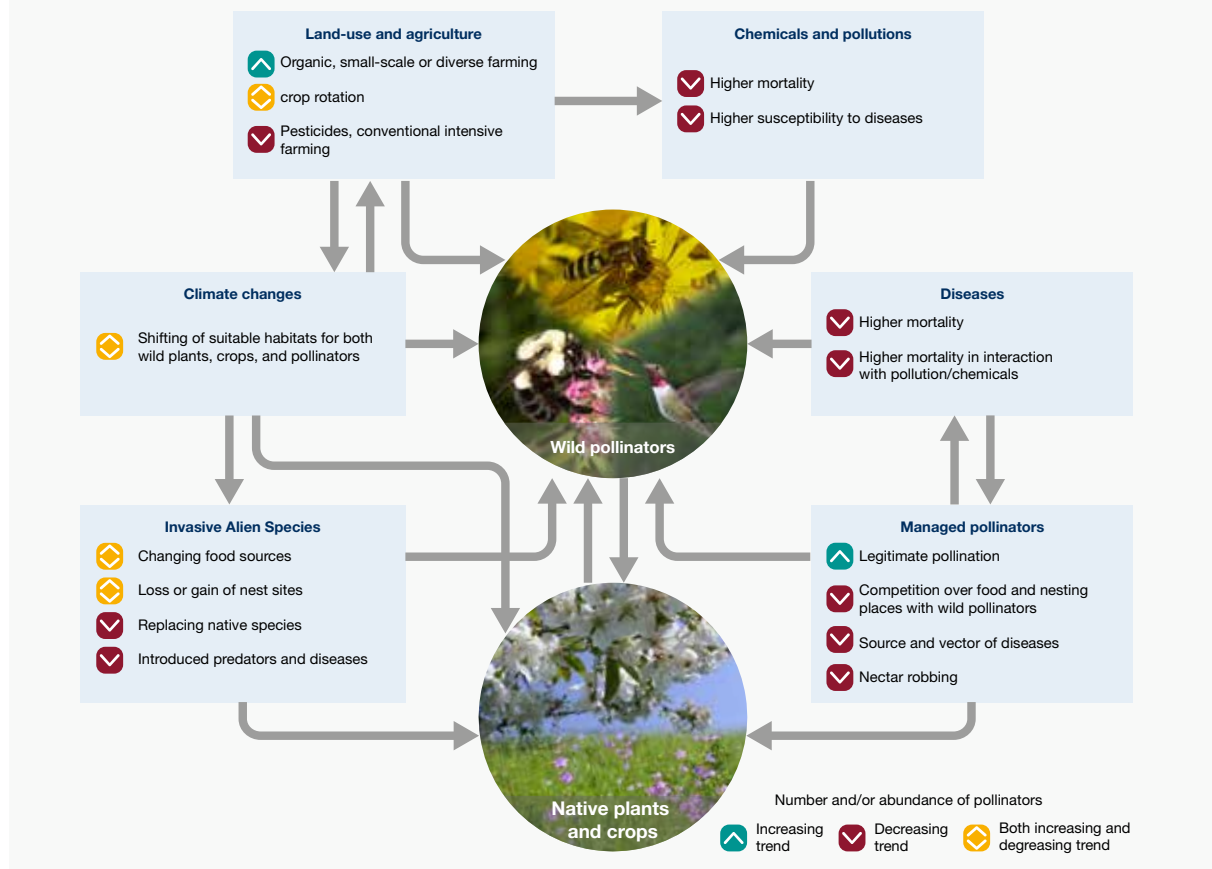 Land-use and agriculture
Organic, small-scale or diverse farming
crop rotation
Pesticides, conventional intensive
farming
Chemicals and pollutions
Higher mortality
Higher susceptibility to diseases
Climate changes
Shifting of suitable habitats for both
wild plants, crops, and pollinators
Wild pollinators
Diseases
Higher mortality
Higher mortality in interaction
with pollution/chemicals
Invasive Alien Species
Changing food sources
Loss or gain of nest sites
Replacing native species
Introduced predators and diseases
Managed pollinators
Legitimate pollination
Competition over food and nesting
places with wild pollinators
Source and vector of diseases
Nectar robbing
Native plants
and crops
Number and/or abundance of pollinators
Increasing
trend
Decreasing
trend
Both increasing and
degreasing trend